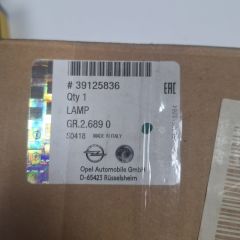 # 39125836
Qty 1
LAMP
GR.2.689 0
S0418 MADE IN ITALY
Opel Automobile GmbH
D-65423 Rüsselsheim
EAC